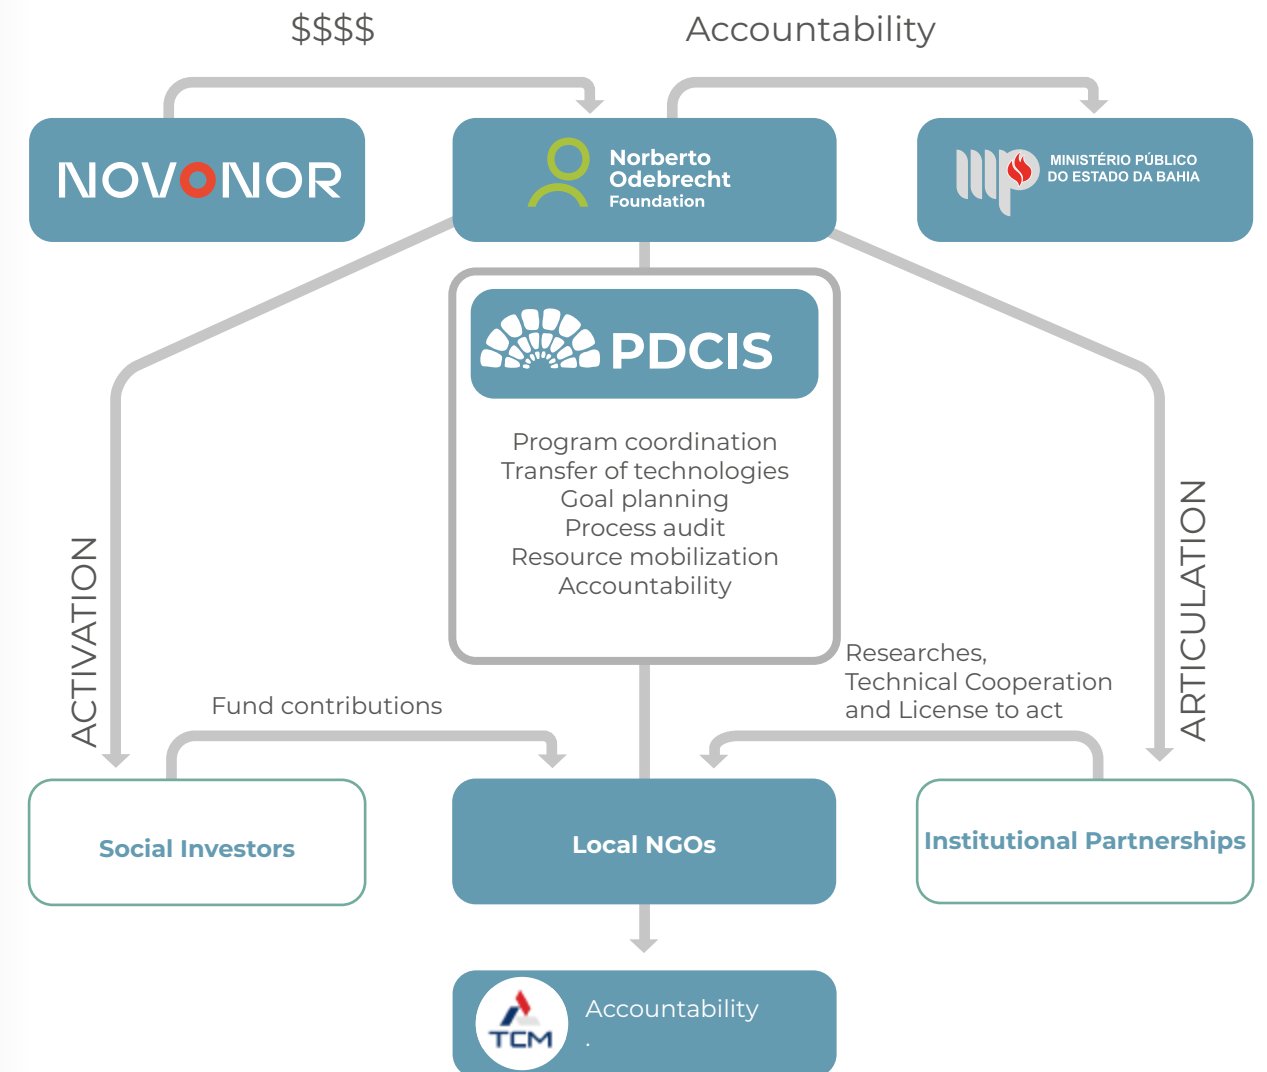 $$$$
Accountability
NOVONOR
Norberto
Odebrecht
Foundation
mp
MINISTÉRIO PÚBLICO
DO ESTADO DA BAHIA
PDCIS
Program coordination
Transfer of technologies
Goal planning
Process audit
Resource mobilization
Accountability
ACTIVATION
ARTICULATION
Fund contributions
Researches,
Technical Cooperation
and License to act
Social Investors
Local NGOs
Institutional Partnerships
TCM
Accountability
.